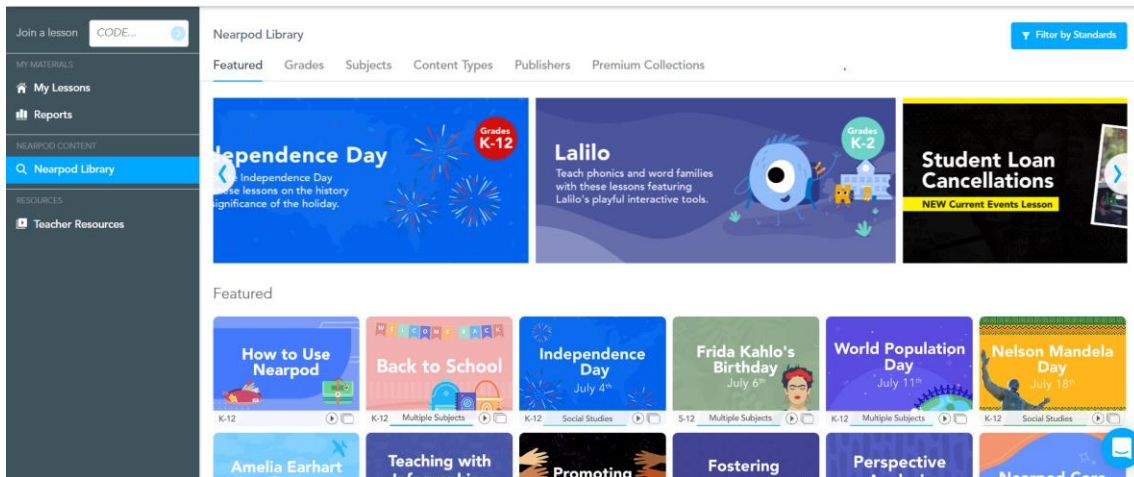 Join a lesson CODE...
MY MATERIALS
My Lessons
Reports
NEARPOD CONTENT
Nearpod Library
RESOURCES
Teacher Resources
Nearpod Library
Filter by Standards
Featured Grades Subjects Content Types Publishers Premium Collections
ependence Day
Independence Day
ese lessons on the history
significance of the holiday.
Grades
K-12
Lalilo
Teach phonics and word families
with these lessons featuring
Lalilo's playful interactive tools.
Grades
K-2
Student Loan
Cancellations
NEW Current Events Lesson
Featured
How to Use
Nearpod
K-12
WELCOME BACK
Back to School
K-12 Multiple Subjects
Independence
Day
July 4th
K-12 Social Studies
Frida Kahlo's
Birthday
July 6th
5-12 Multiple Subjects
World Population
Day
July 11th
K-12 Multiple Subjects
Nelson Mandela
Day
July 18th
K-12 Social Studies
Amelia Earhart
Teaching with
Promoting
Fostering
Perspective